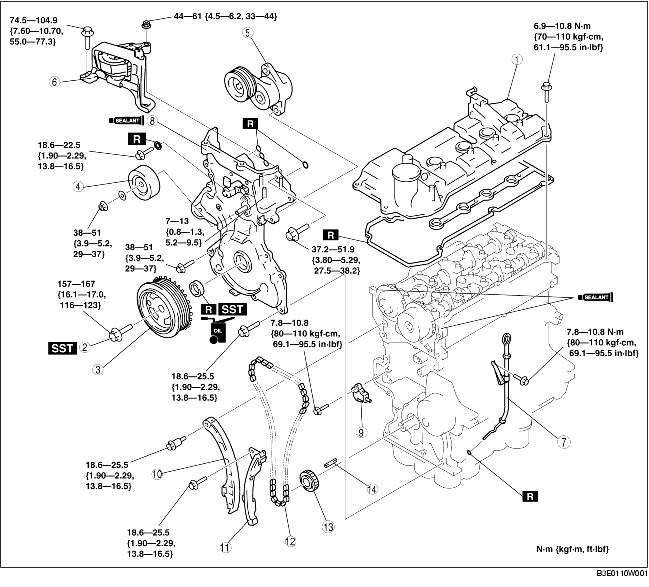 74.5—104.9
{7.60—10.70,
55.0—77.3}
44—61 {4.5—6.2, 33—44}
5
6.9—10.8 N·m
{70—110 kgf·cm,
61.1—95.5 in·lbf}
1
6
SEALANT
8
R
R
18.6—22.5
{1.90—2.29,
13.8—16.5}
4
38—51
{3.9—5.2,
29—37}
7—13
{0.8—1.3,
5.2—9.5}
38—51
{3.9—5.2,
29—37}
R
37.2—51.9
{3.80—5.29,
27.5—38.2}
157—167
{16.1—17.0,
116—123}
R
SST
OIL
SEALANT
SST
2
3
7.8—10.8
{80—110 kgf·cm,
69.1—95.5 in·lbf}
7.8—10.8 N·m
{80—110 kgf·cm,
69.1—95.5 in·lbf}
18.6—25.5
{1.90—2.29,
13.8—16.5}
9
7
18.6—25.5
{1.90—2.29,
13.8—16.5}
10
14
R
13
18.6—25.5
{1.90—2.29,
13.8—16.5}
11
12
N·m {kgf·m, ft·lbf}
B3E0110W001